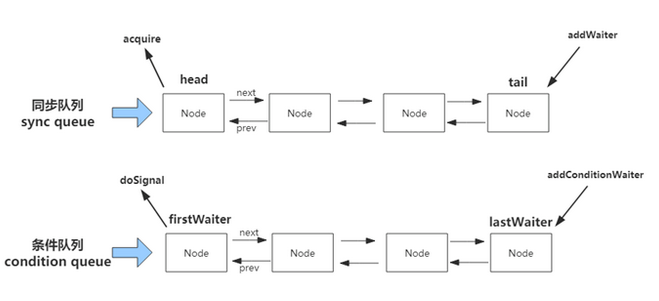 acquire
addWaiter
head
tail
同步队列
sync queue
next
prev
Node
Node
Node
Node
doSignal
addConditionWaiter
firstWaiter
lastWaiter
条件队列
condition queue
next
prev
Node
Node
Node
Node